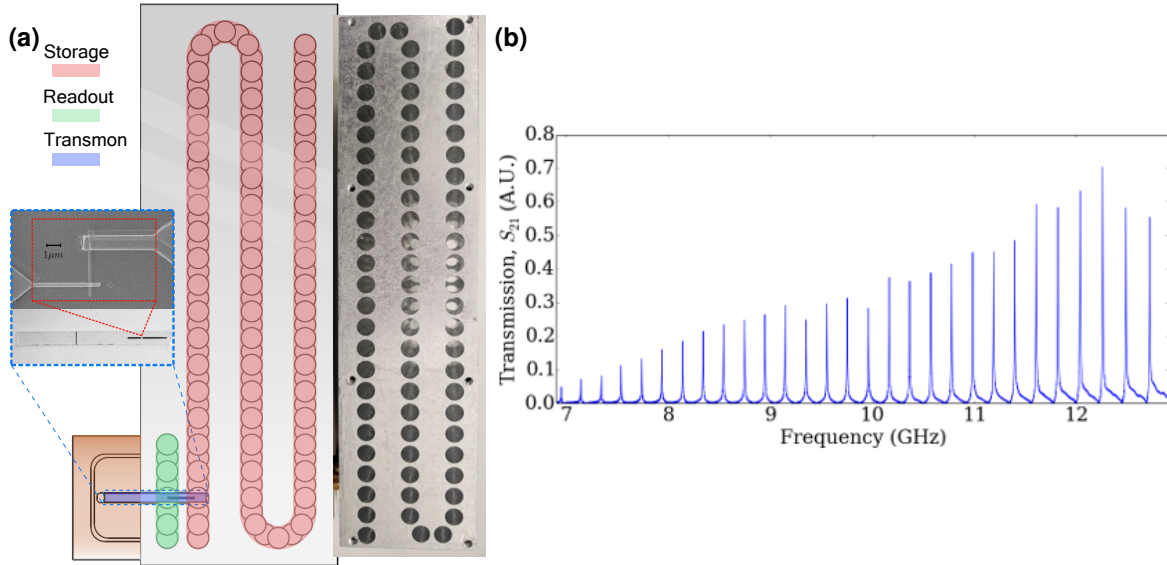 (a)
Storage
Readout
Transmon
1μm
(b)
0.8
0.7
0.6
0.5
0.4
0.3
0.2
0.1
0.0
Transmission, S21 (A.U.)
7 8 9 10 11 12
Frequency (GHz)